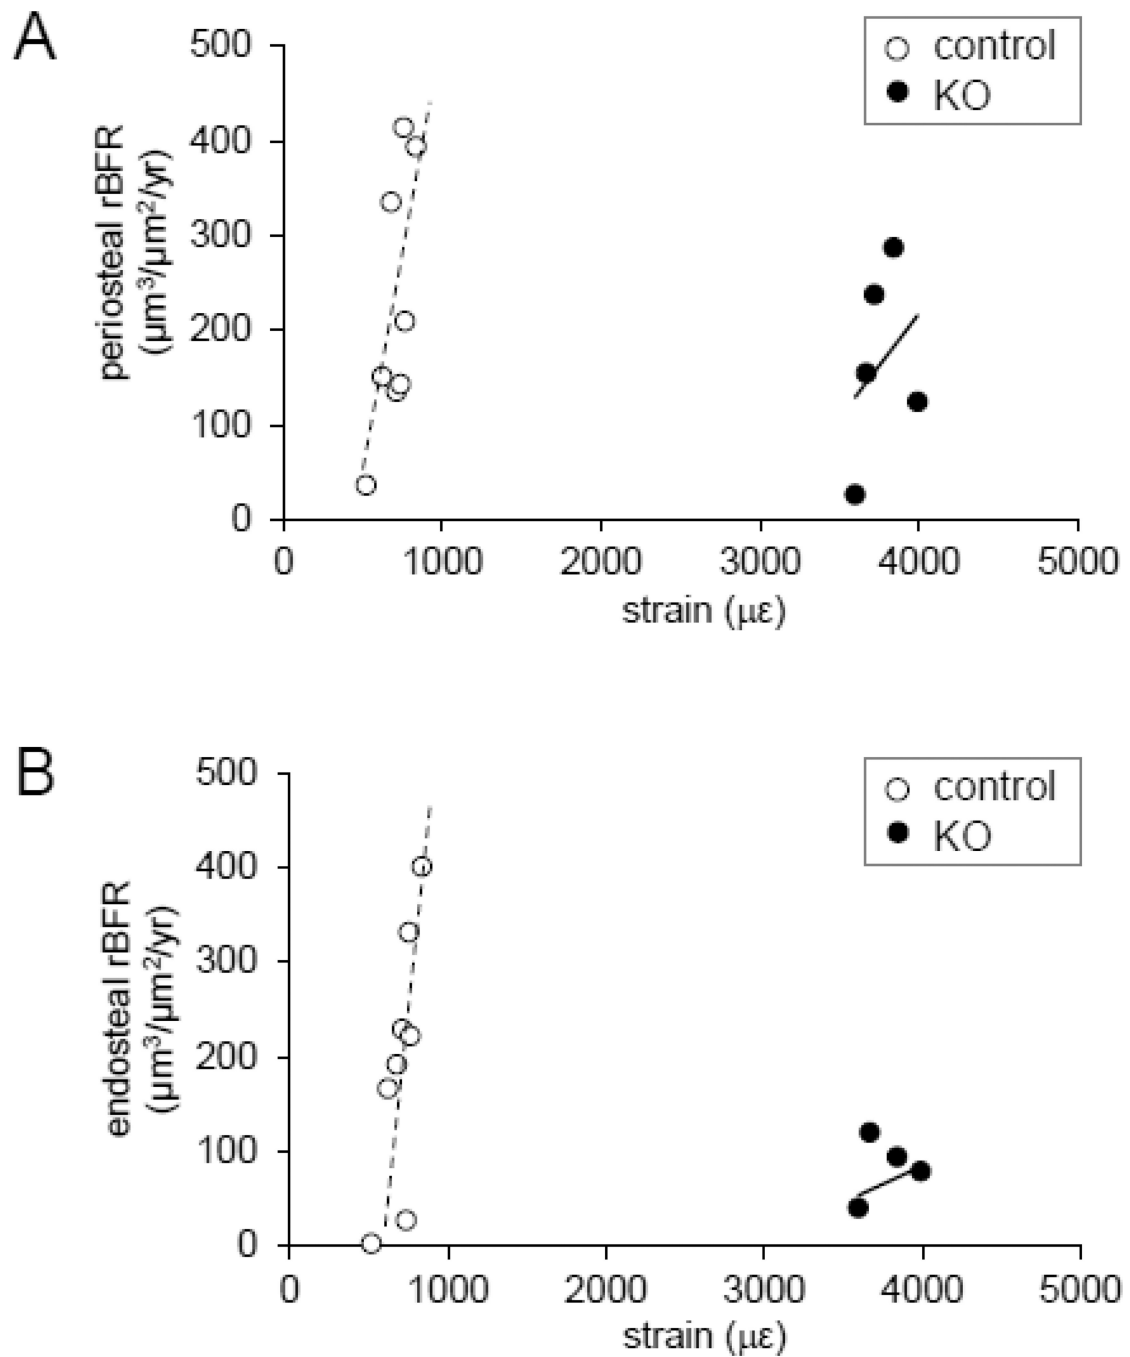 A
500
400
300
200
100
0
periosteal rBFR
(μm³/μm²/yr)
control
KO
0 1000 2000 3000 4000 5000
strain (με)
B
500
400
300
200
100
0
endosteal rBFR
(μm³/μm²/yr)
control
KO
0 1000 2000 3000 4000 5000
strain (με)